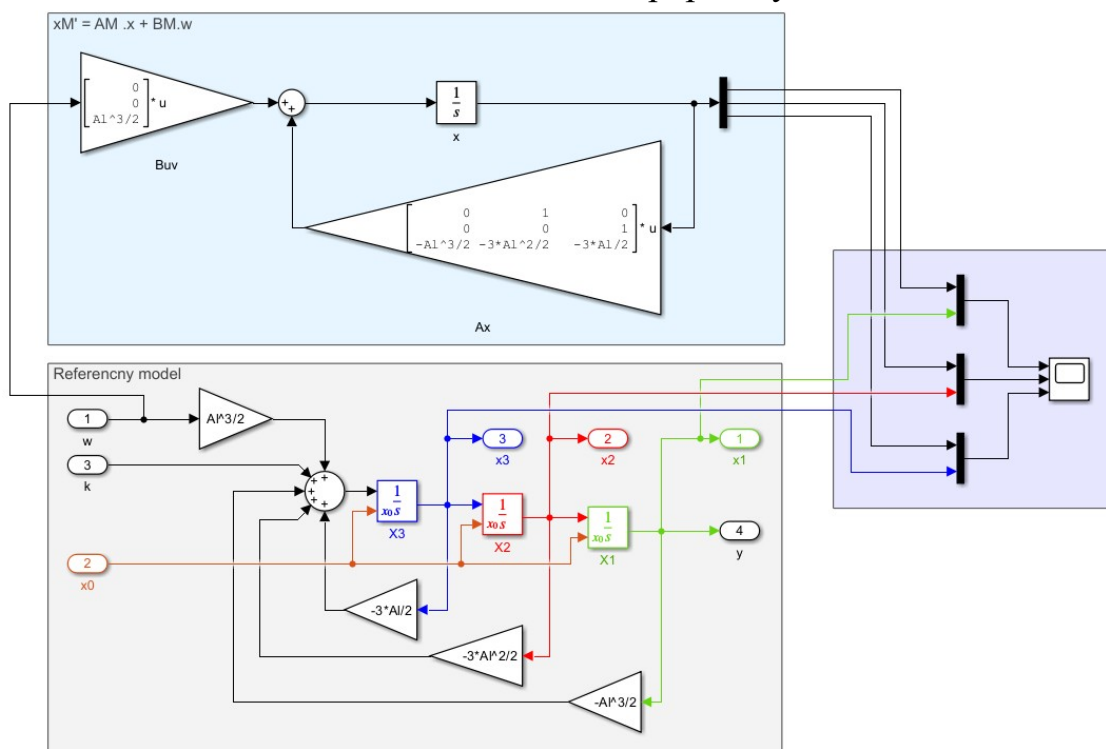 xM' = AM .x + BM.w
0
0
Al^3/2
* u
Buv
+
+
1
s
x
0 1 0
0 0 1
-Al^3/2 -3*Al^2/2 -3*Al/2
* u
Ax
Referencny model
1
w
Al^3/2
3
k
+
+
+
+
+
1
x₀ s
X3
1
x₀ s
X2
1
x₀ s
X1
3
x3
2
x2
1
x1
4
y
2
x0
-3*Al/2
-3*Al^2/2
-Al^3/2